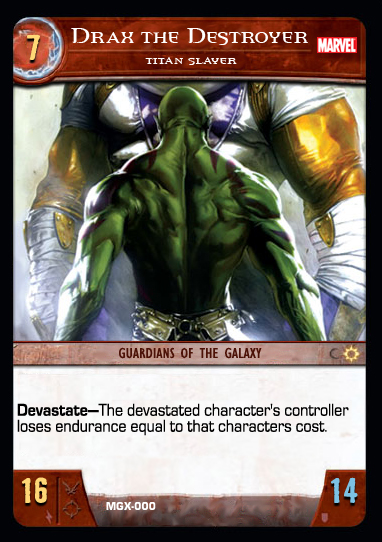 7
Drax the Destroyer
MARVEL
Titan Slayer
GUARDIANS OF THE GALAXY
Devastate—The devastated character's controller
loses endurance equal to that characters cost.
16
MGX-000
14